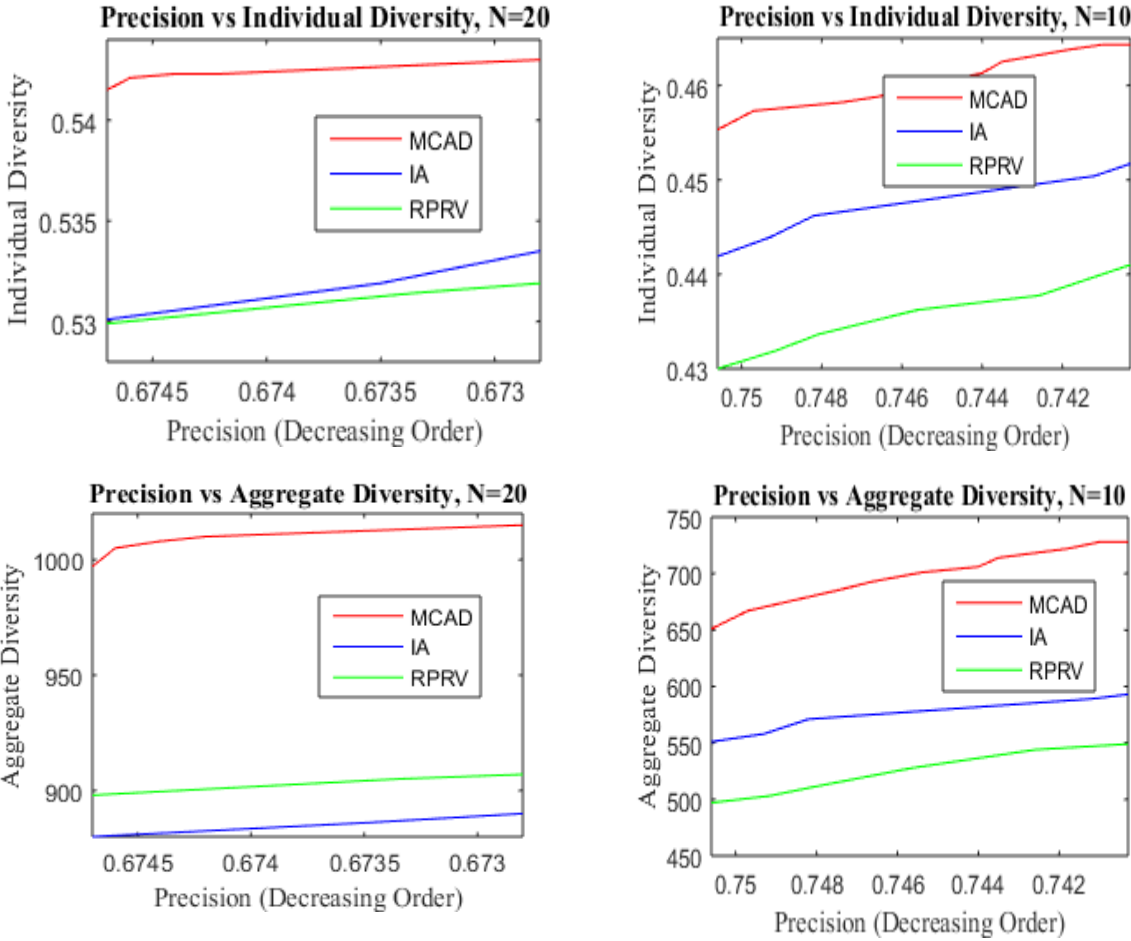 Precision vs Individual Diversity, N=20
Individual Diversity
0.54
0.535
0.53
MCAD
IA
RPRV
0.6745 0.674 0.6735 0.673
Precision (Decreasing Order)
Precision vs Individual Diversity, N=10
Individual Diversity
0.46
0.45
0.44
0.43
MCAD
IA
RPRV
0.75 0.748 0.746 0.744 0.742
Precision (Decreasing Order)
Precision vs Aggregate Diversity, N=20
Aggregate Diversity
1000
950
900
MCAD
IA
RPRV
0.6745 0.674 0.6735 0.673
Precision (Decreasing Order)
Precision vs Aggregate Diversity, N=10
Aggregate Diversity
750
700
650
600
550
500
450
MCAD
IA
RPRV
0.75 0.748 0.746 0.744 0.742
Precision (Decreasing Order)